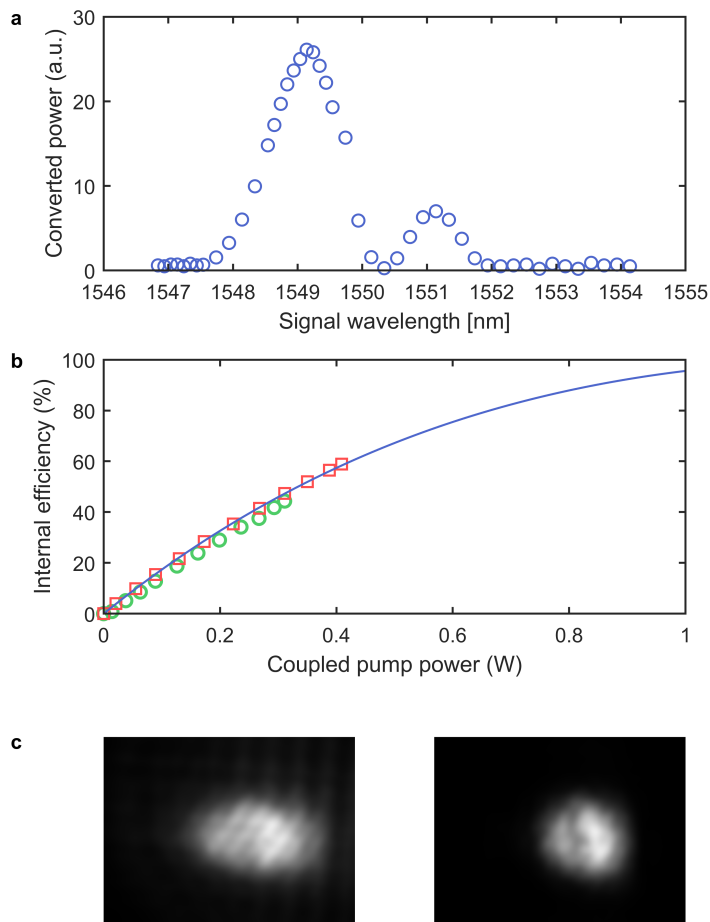 a
Converted power (a.u.)
30
20
10
0
1546 1547 1548 1549 1550 1551 1552 1553 1554 1555
Signal wavelength [nm]
b
Internal efficiency (%)
100
80
60
40
20
0
0 0.2 0.4 0.6 0.8 1
Coupled pump power (W)
c